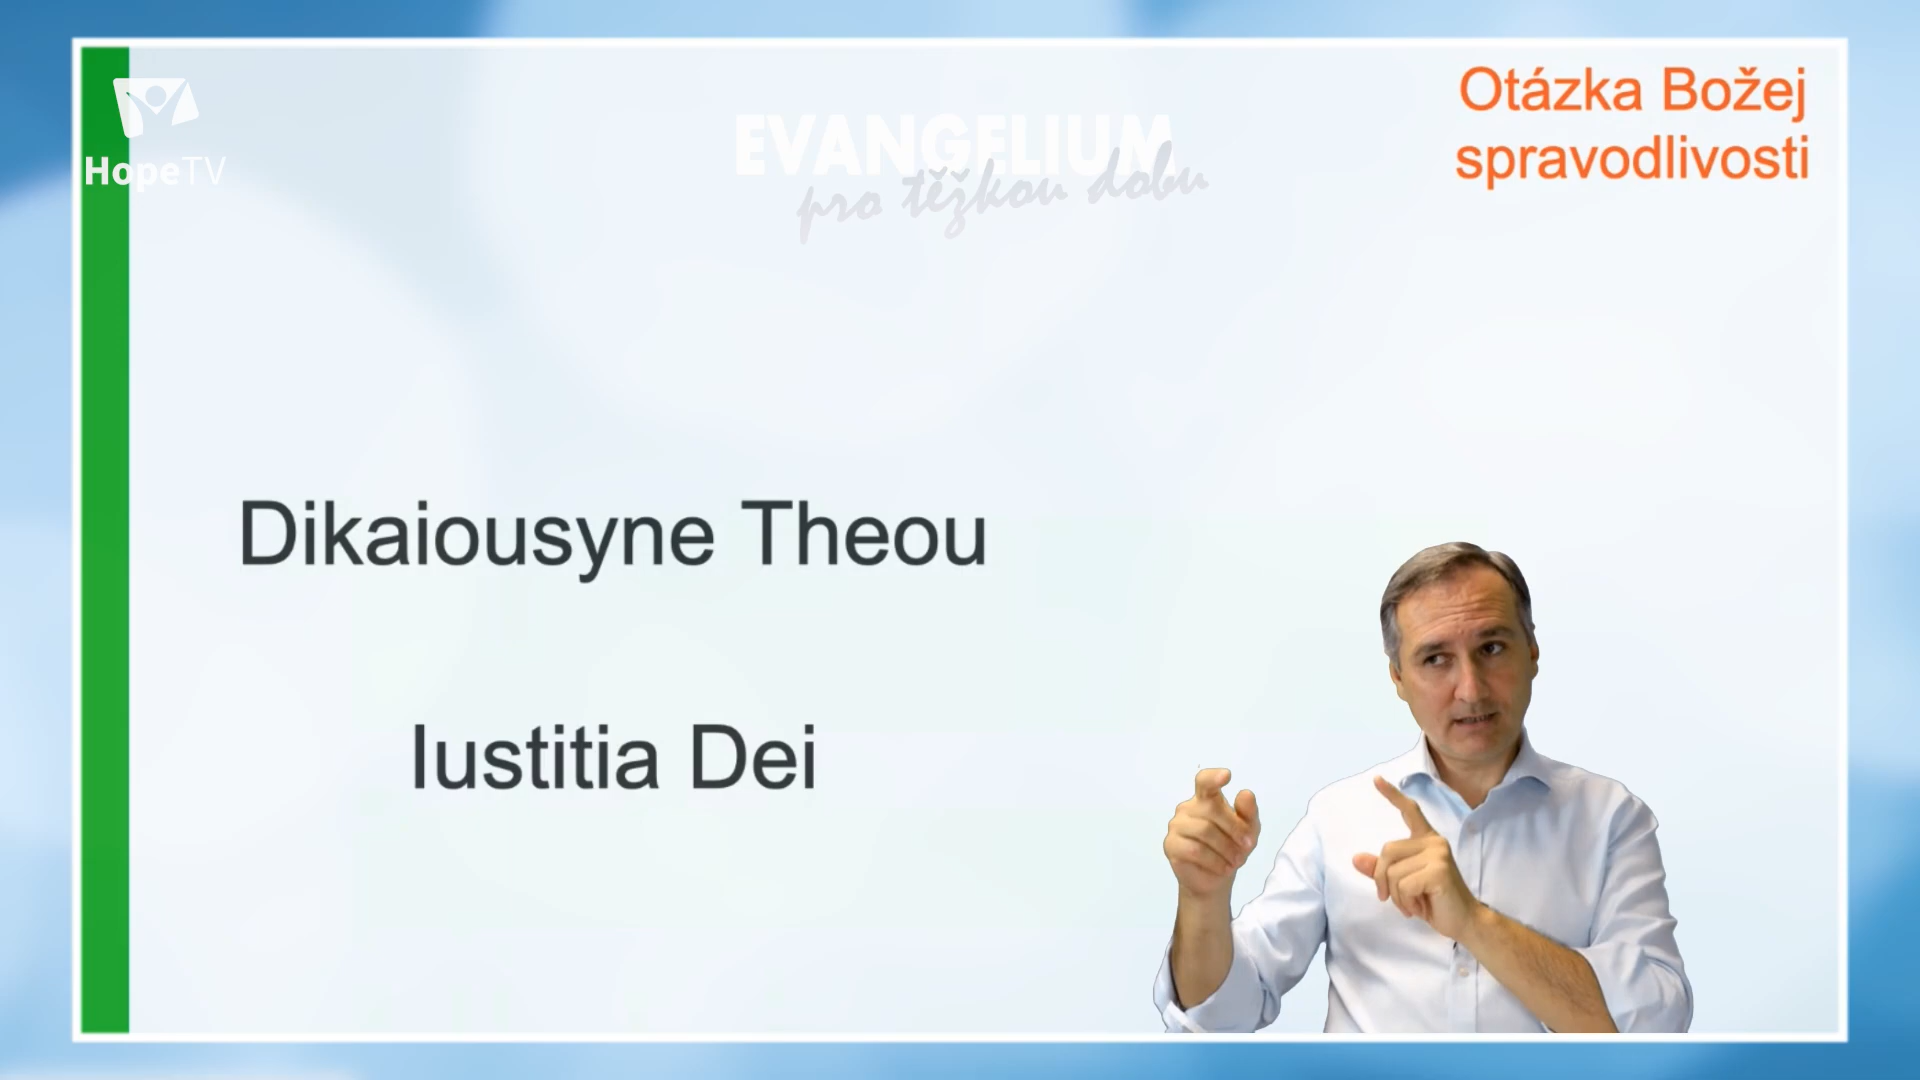 HopeTV
EVANGELIUM
pro těžkou dobu
Otázka Božej
spravodlivosti
Dikaiousyne Theou
Iustitia Dei